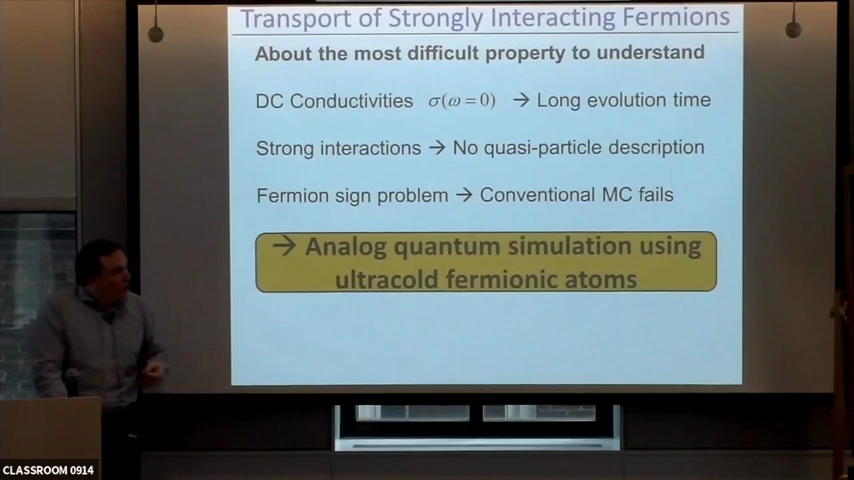 Transport of Strongly Interacting Fermions
About the most difficult property to understand
DC Conductivities σ(ω = 0) → Long evolution time
Strong interactions → No quasi-particle description
Fermion sign problem → Conventional MC fails
→ Analog quantum simulation using
ultracold fermionic atoms
CLASSROOM 0914